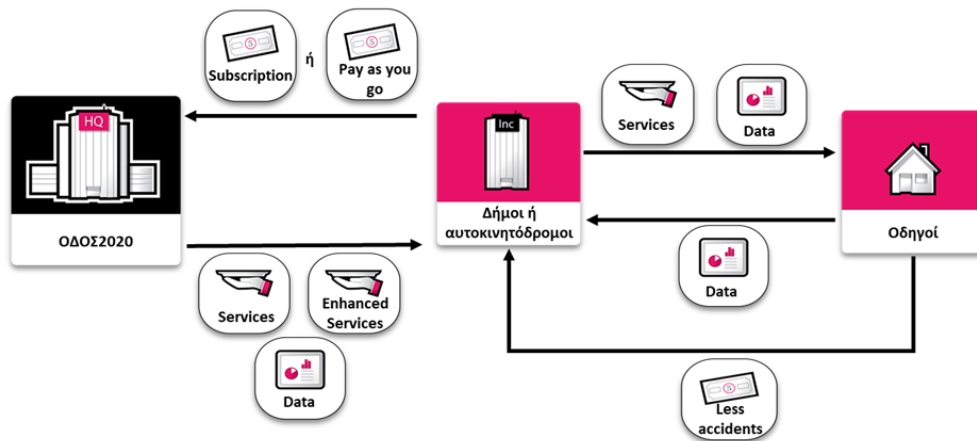 Subscription
ή
Pay as you
go
HQ
Inc
Services
Data
ΟΔΟΣ2020
Δήμοι ή
αυτοκινητόδρομοι
Οδηγοί
Data
Services
Enhanced
Services
Data
Less
accidents